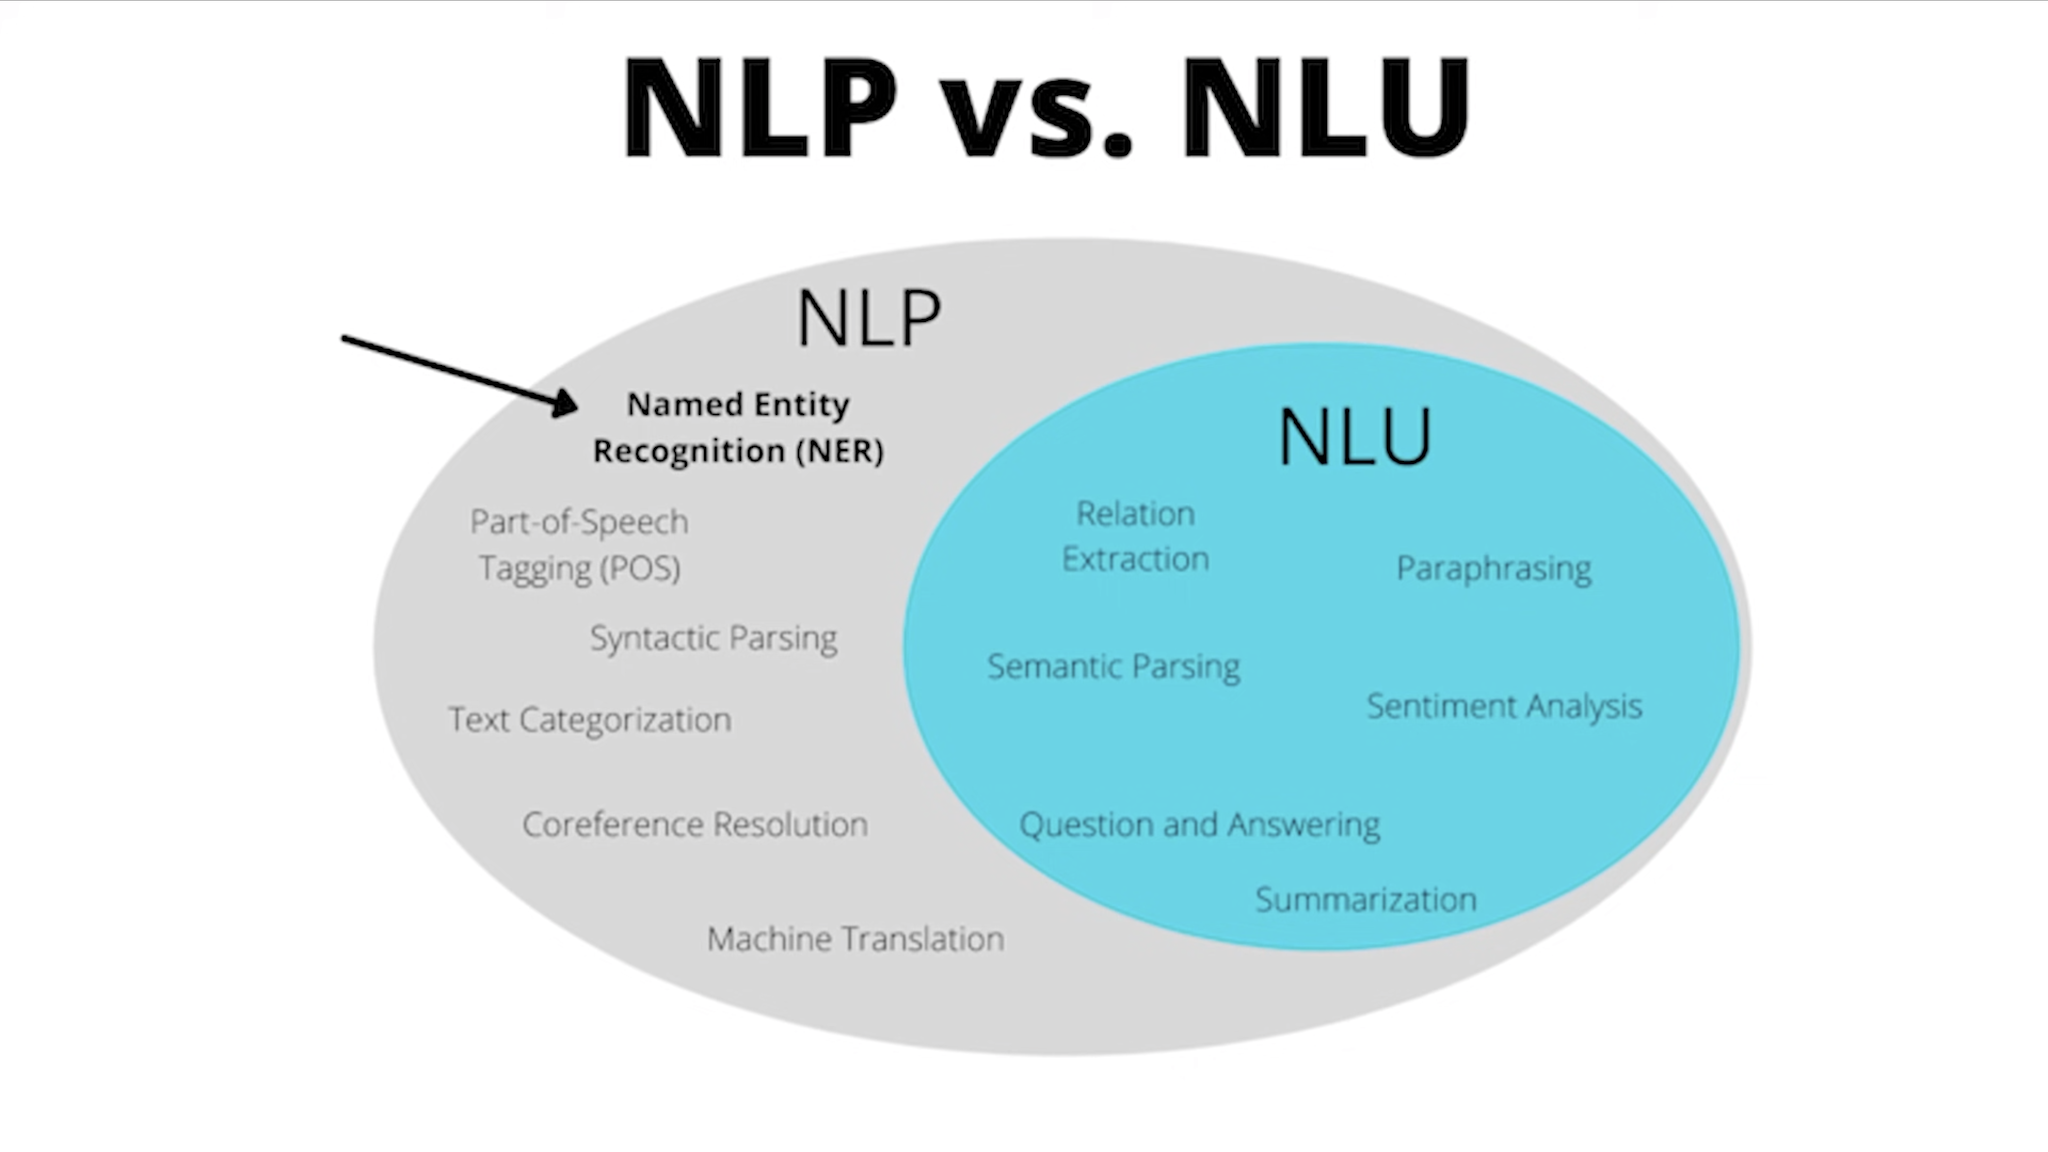 NLP vs. NLU
NLP
Named Entity
Recognition (NER)
Part-of-Speech
Tagging (POS)
Syntactic Parsing
Text Categorization
Coreference Resolution
Machine Translation
NLU
Relation
Extraction
Paraphrasing
Semantic Parsing
Sentiment Analysis
Question and Answering
Summarization